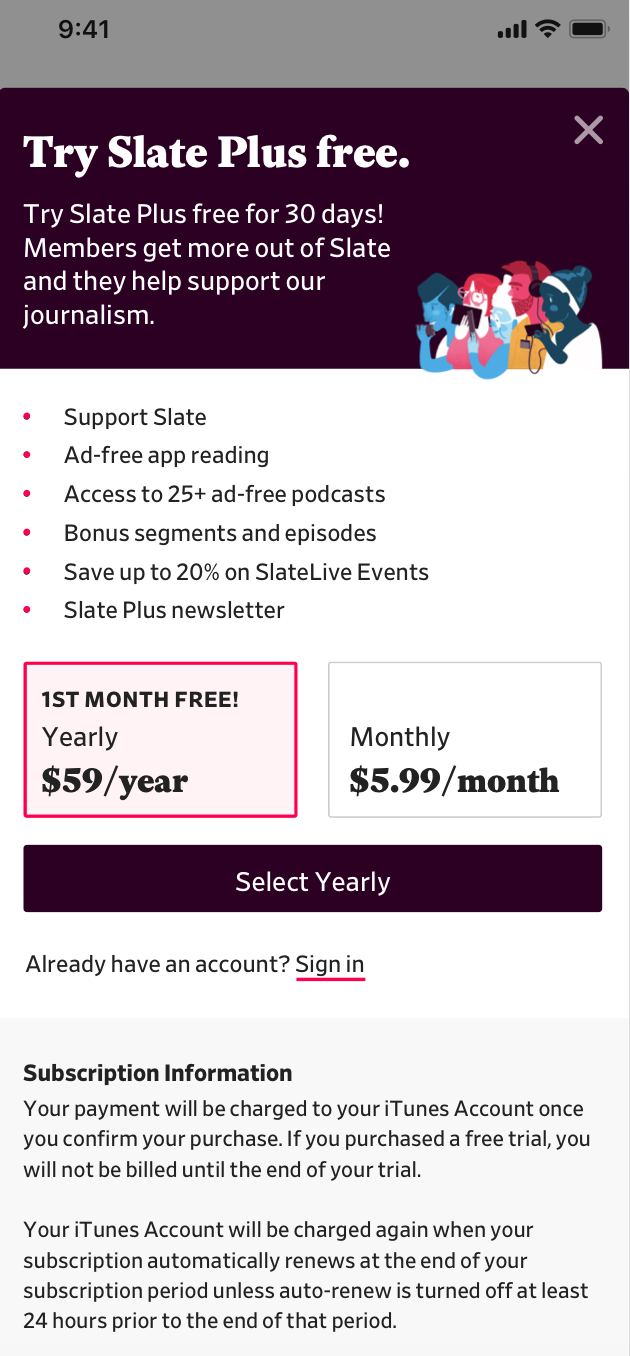 9:41
Try Slate Plus free.
Try Slate Plus free for 30 days!
Members get more out of Slate
and they help support our
journalism.
• Support Slate
• Ad-free app reading
• Access to 25+ ad-free podcasts
• Bonus segments and episodes
• Save up to 20% on SlateLive Events
• Slate Plus newsletter
1ST MONTH FREE!
Yearly
$59/year
Monthly
$5.99/month
Select Yearly
Already have an account? Sign in
Subscription Information
Your payment will be charged to your iTunes Account once
you confirm your purchase. If you purchased a free trial, you
will not be billed until the end of your trial.
Your iTunes Account will be charged again when your
subscription automatically renews at the end of your
subscription period unless auto-renew is turned off at least
24 hours prior to the end of that period.